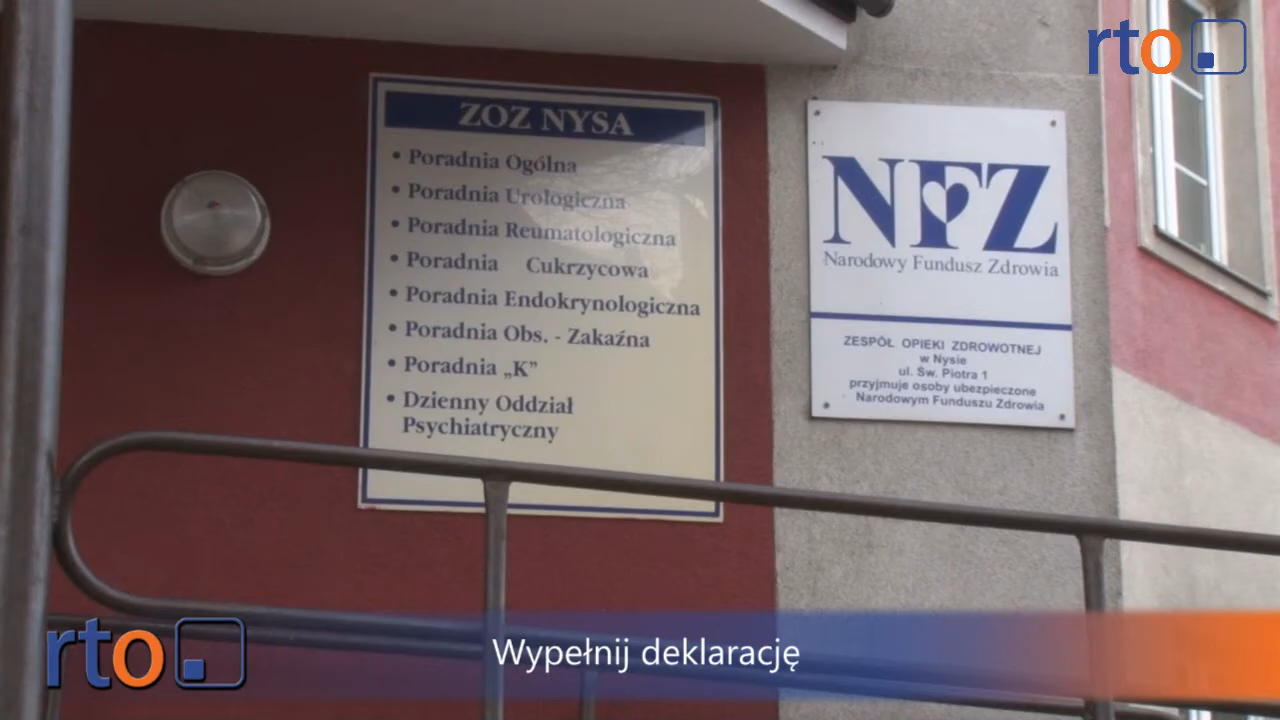 rto
ZOZ NYSA
• Poradnia Ogólna
• Poradnia Urologiczna
• Poradnia Reumatologiczna
• Poradnia Cukrzycowa
• Poradnia Endokrynologiczna
• Poradnia Obs. - Zakaźna
• Poradnia „K”
• Dzienny Oddział
Psychiatryczny
NFZ
Narodowy Fundusz Zdrowia
ZESPÓŁ OPIEKI ZDROWOTNEJ
w Nysie
ul. Św. Piotra 1
przyjmuje osoby ubezpieczone
Narodowym Funduszu Zdrowia
rto
Wypełnij deklarację